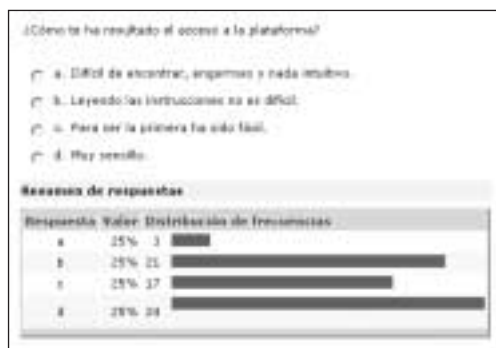 ¿Cómo te ha resultado el acceso a la plataforma?
a. Difícil de encontrar, engorroso y nada intuitivo.
b. Leyendo las instrucciones no es difícil.
c. Para ser la primera ha sido fácil.
d. Muy sencillo.
Resumen de respuestas
Respuesta Valor Distribución de frecuencias
a 25% 3
b 25% 21
c 25% 17
d 25% 24